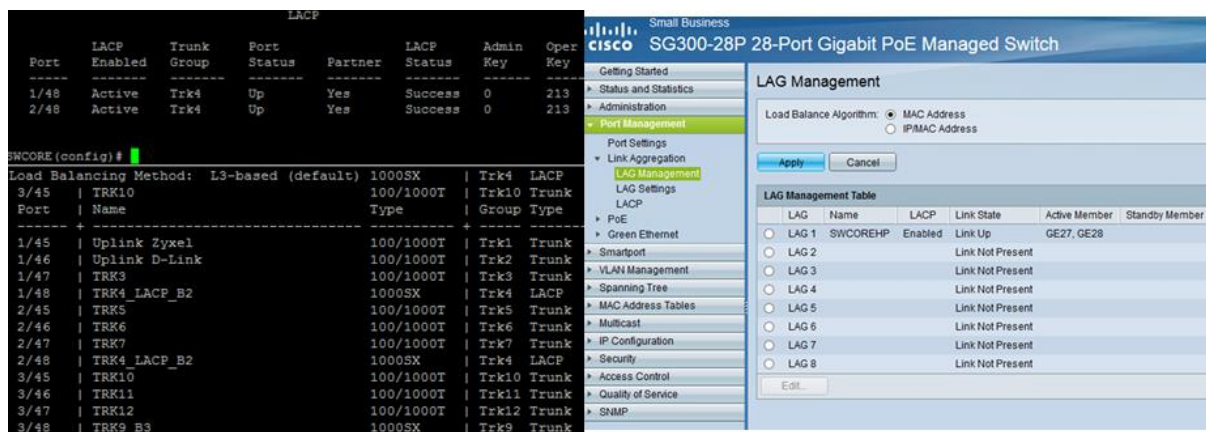 LACP
LACP Trunk Port LACP Admin Oper
Port Enabled Group Status Partner Status Key Key
----- ------- ------- ------- ------- ------- ------ ------
1/48 Active Trk4 Up Yes Success 0 213
2/48 Active Trk4 Up Yes Success 0 213
SWCORE(config)#
Load Balancing Method: L3-based (default) 1000SX | Trk4 LACP
3/45 | TRK10 100/1000T | Trk10 Trunk
Port | Name Type | Group Type
1/45 | Uplink Zyxel 100/1000T | Trk1 Trunk
1/46 | Uplink D-Link 100/1000T | Trk2 Trunk
1/47 | TRK3 100/1000T | Trk3 Trunk
1/48 | TRK4_LACP_B2 1000SX | Trk4 LACP
2/45 | TRK5 100/1000T | Trk5 Trunk
2/46 | TRK6 100/1000T | Trk6 Trunk
2/47 | TRK7 100/1000T | Trk7 Trunk
2/48 | TRK4_LACP_B2 1000SX | Trk4 LACP
3/45 | TRK10 100/1000T | Trk10 Trunk
3/46 | TRK11 100/1000T | Trk11 Trunk
3/47 | TRK12 100/1000T | Trk12 Trunk
3/48 | TRK9_B3 1000SX | Trk9 Trunk
Small Business
CISCO SG300-28P 28-Port Gigabit PoE Managed Switch
Getting Started
Status and Statistics
Administration
Port Management
Port Settings
Link Aggregation
LAG Management
LAG Settings
LACP
PoE
Green Ethernet
Smartport
VLAN Management
Spanning Tree
MAC Address Tables
Multicast
IP Configuration
Security
Access Control
Quality of Service
SNMP
LAG Management
Load Balance Algorithm: MAC Address
IP/MAC Address
Apply Cancel
LAG Management Table
LAG Name LACP Link State Active Member Standby Member
LAG 1 SWCOREHP Enabled Link Up GE27, GE28
LAG 2 Link Not Present
LAG 3 Link Not Present
LAG 4 Link Not Present
LAG 5 Link Not Present
LAG 6 Link Not Present
LAG 7 Link Not Present
LAG 8 Link Not Present
Edit...